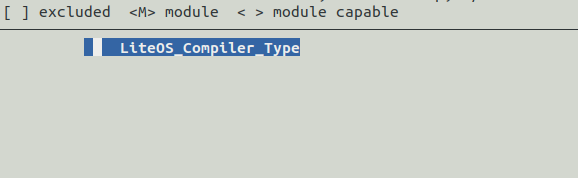 [ ] excluded  <M> module  < > module capable
LiteOS_Compiler_Type